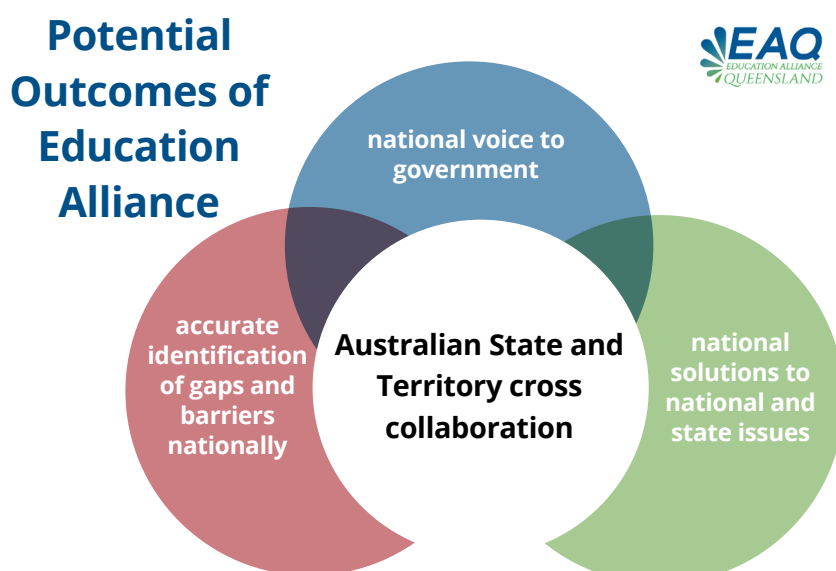 Potential
Outcomes of
Education
Alliance
EAQ
EDUCATION ALLIANCE
QUEENSLAND
national voice to
government
accurate
identification
of gaps and
barriers
nationally
Australian State and
Territory cross
collaboration
national
solutions to
national and
state issues